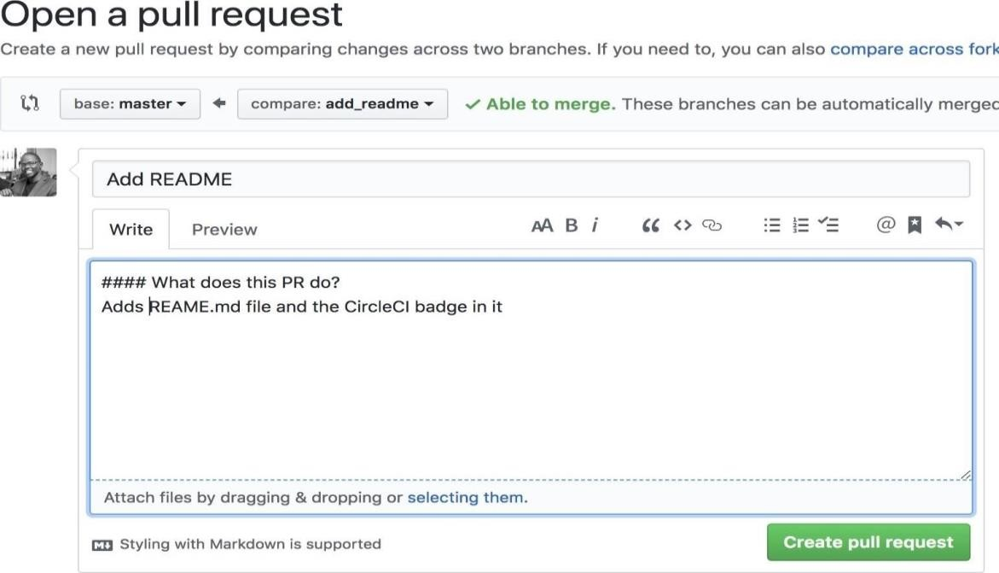 Open a pull request
Create a new pull request by comparing changes across two branches. If you need to, you can also compare across fork
base: master compare: add_readme Able to merge. These branches can be automatically merged
Add README
Write Preview AA B i
#### What does this PR do?
Adds REAME.md file and the CircleCI badge in it
Attach files by dragging & dropping or selecting them.
Styling with Markdown is supported
Create pull request